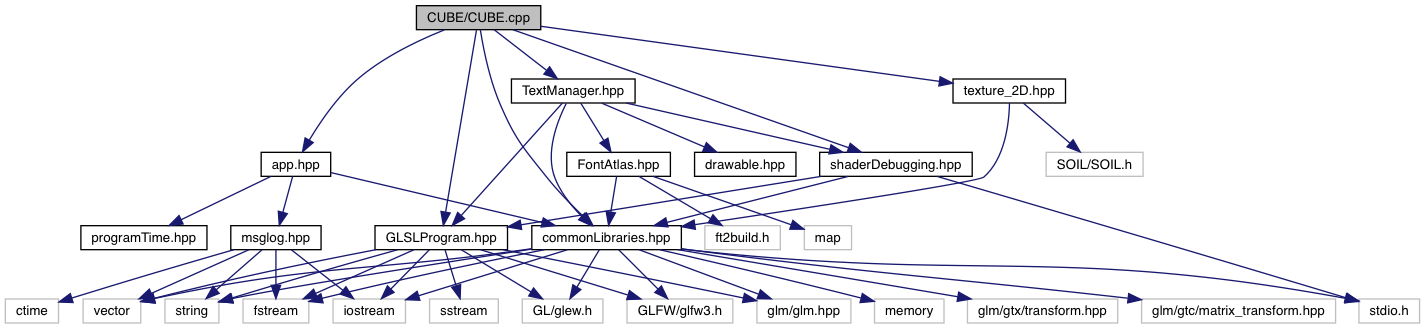 CUBE/CUBE.cpp
TextManager.hpp
texture_2D.hpp
app.hpp
FontAtlas.hpp
drawable.hpp
shaderDebugging.hpp
SOIL/SOIL.h
programTime.hpp
msglog.hpp
GLSLProgram.hpp
commonLibraries.hpp
ft2build.h
map
ctime
vector
string
fstream
iostream
sstream
GL/glew.h
GLFW/glfw3.h
glm/glm.hpp
memory
glm/gtx/transform.hpp
glm/gtc/matrix_transform.hpp
stdio.h